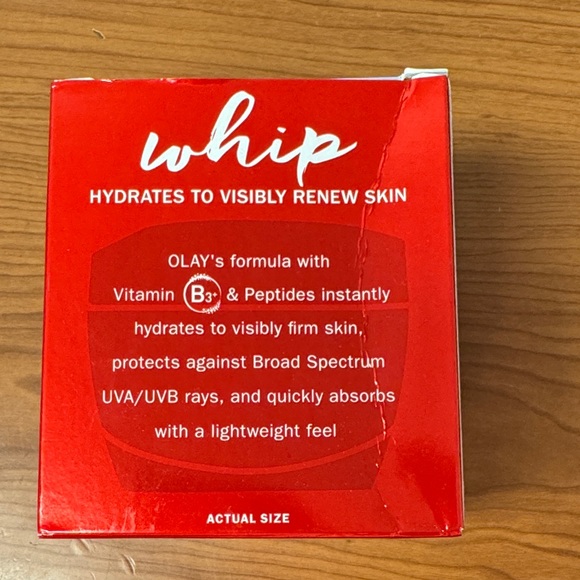 whip
HYDRATES TO VISIBLY RENEW SKIN
OLAY's formula with
Vitamin B3+ & Peptides instantly
hydrates to visibly firm skin,
protects against Broad Spectrum
UVA/UVB rays, and quickly absorbs
with a lightweight feel
ACTUAL SIZE